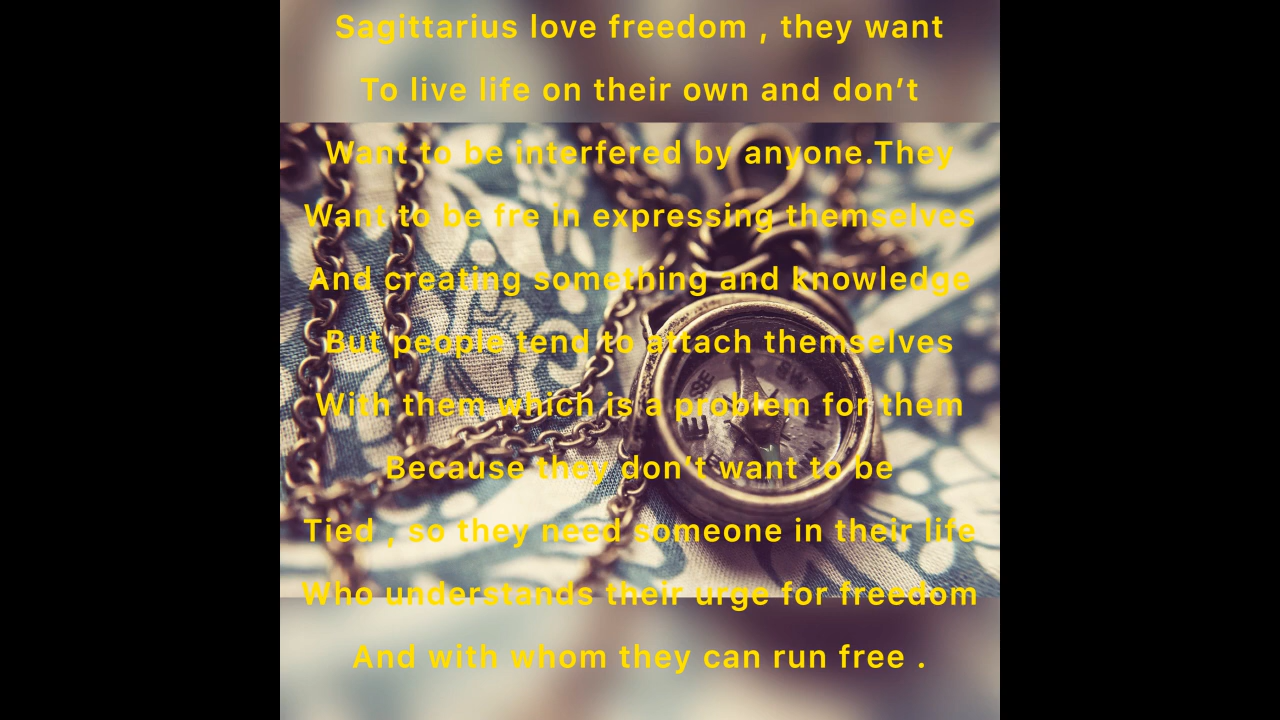 Sagittarius love freedom , they want
To live life on their own and don’t
Want to be interfered by anyone.They
Want to be fre in expressing themselves
And creating something and knowledge
But people tend to attach themselves
With them which is a problem for them
Because they don’t want to be
Tied , so they need someone in their life
Who understands their urge for freedom
And with whom they can run free .
SE
SW
E